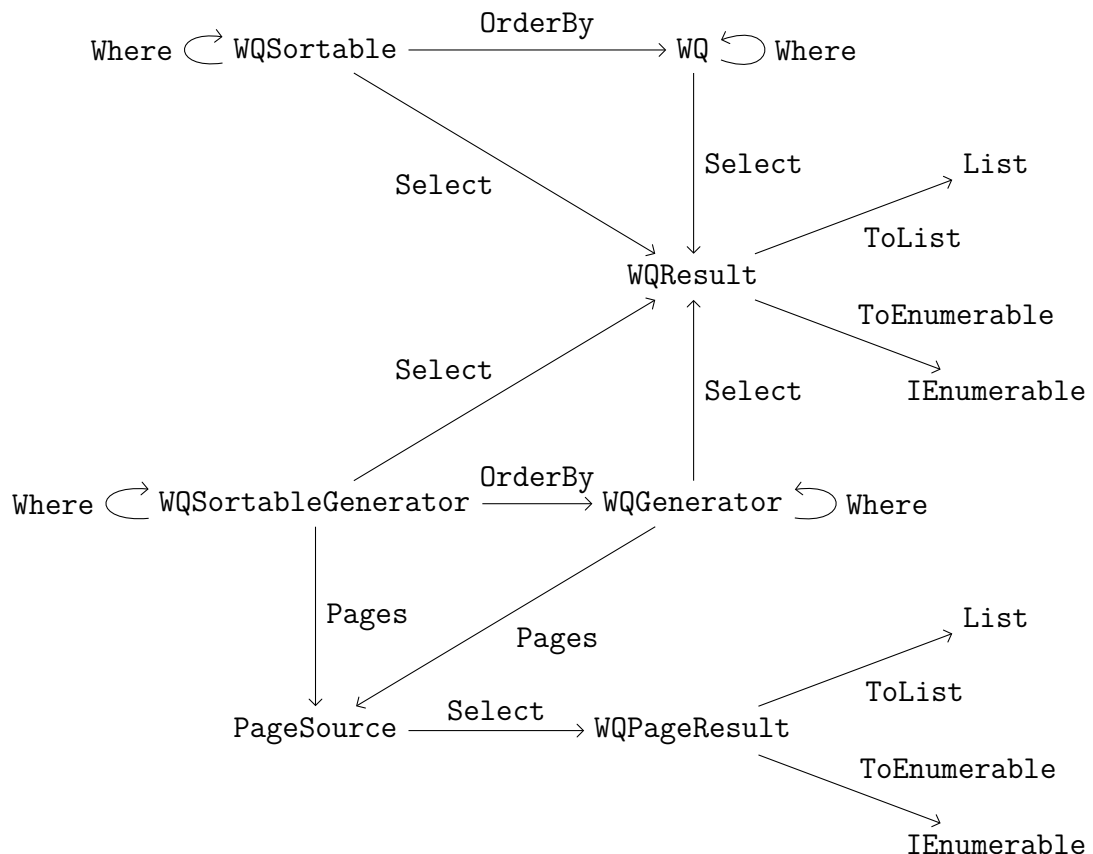 OrderBy
Where WQSortable WQ Where
Select Select List
ToList
WQResult
ToEnumerable
Select Select IEnumerable
OrderBy
Where WQSortableGenerator WQGenerator Where
Pages Pages List
ToList
Select
PageSource WQPageResult
ToEnumerable
IEnumerable